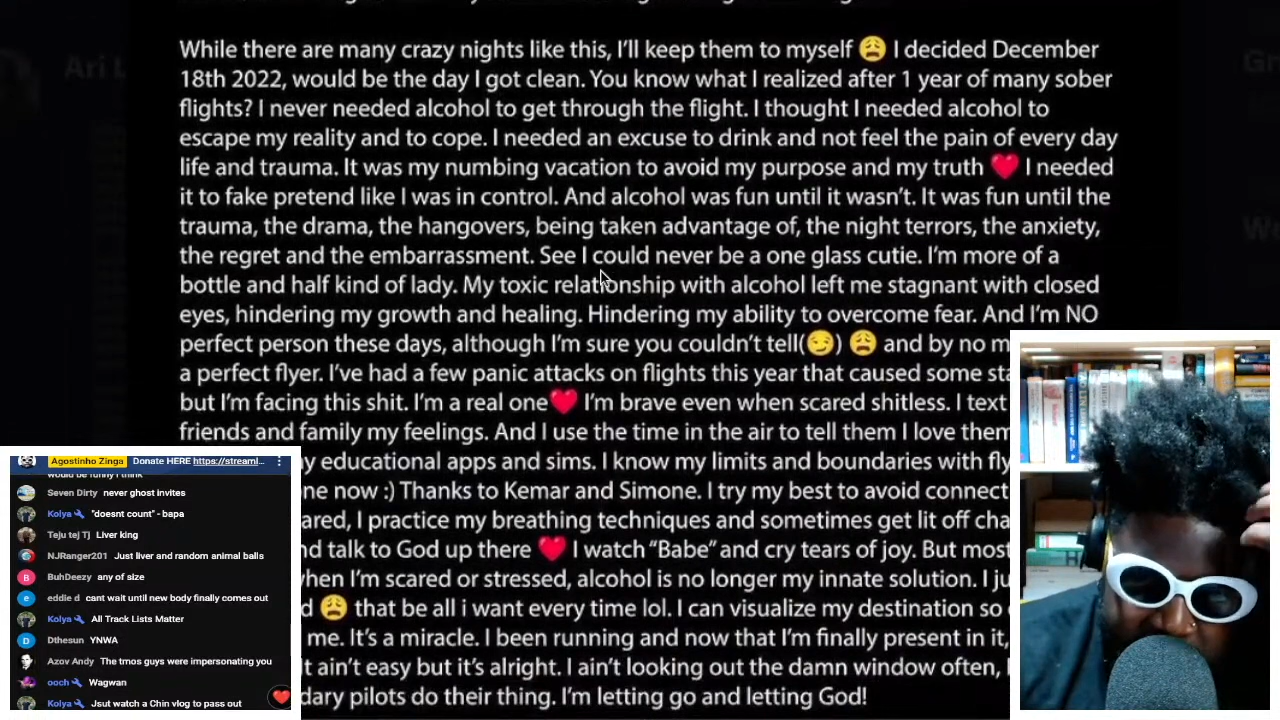 While there are many crazy nights like this, I'll keep them to myself 😩 I decided December
18th 2022, would be the day I got clean. You know what I realized after 1 year of many sober
flights? I never needed alcohol to get through the flight. I thought I needed alcohol to
escape my reality and to cope. I needed an excuse to drink and not feel the pain of every day
life and trauma. It was my numbing vacation to avoid my purpose and my truth ❤️ I needed
it to fake pretend like I was in control. And alcohol was fun until it wasn't. It was fun until the
trauma, the drama, the hangovers, being taken advantage of, the night terrors, the anxiety,
the regret and the embarrassment. See I could never be a one glass cutie. I'm more of a
bottle and half kind of lady. My toxic relationship with alcohol left me stagnant with closed
eyes, hindering my growth and healing. Hindering my ability to overcome fear. And I'm NO
perfect person these days, although I'm sure you couldn't tell(😏) 😩 and by no m
a perfect flyer. I've had a few panic attacks on flights this year that caused some sta
but I'm facing this shit. I'm a real one❤️ I'm brave even when scared shitless. I text
friends and family my feelings. And I use the time in the air to tell them I love them
y educational apps and sims. I know my limits and boundaries with fly
ne now :) Thanks to Kemar and Simone. I try my best to avoid connect
ared, I practice my breathing techniques and sometimes get lit off cha
nd talk to God up there ❤️ I watch "Babe" and cry tears of joy. But most
hen I'm scared or stressed, alcohol is no longer my innate solution. I ju
d 😩 that be all i want every time lol. I can visualize my destination so
me. It's a miracle. I been running and now that I'm finally present in it,
t ain't easy but it's alright. I ain't looking out the damn window often,
dary pilots do their thing. I'm letting go and letting God!
Agostinho Zinga Donate HERE https://streaml...
would be funny I think
Seven Dirty never ghost invites
Kolya "doesnt count" - bapa
Teju tej Tj Liver king
NJRanger201 Just liver and random animal balls
B BuhDeezy any of size
e eddie d cant wait until new body finally comes out
Kolya All Track Lists Matter
D Dthesun YNWA
Azov Andy The tmos guys were impersonating you
ooch Wagwan
Kolya Jsut watch a Chin vlog to pass out